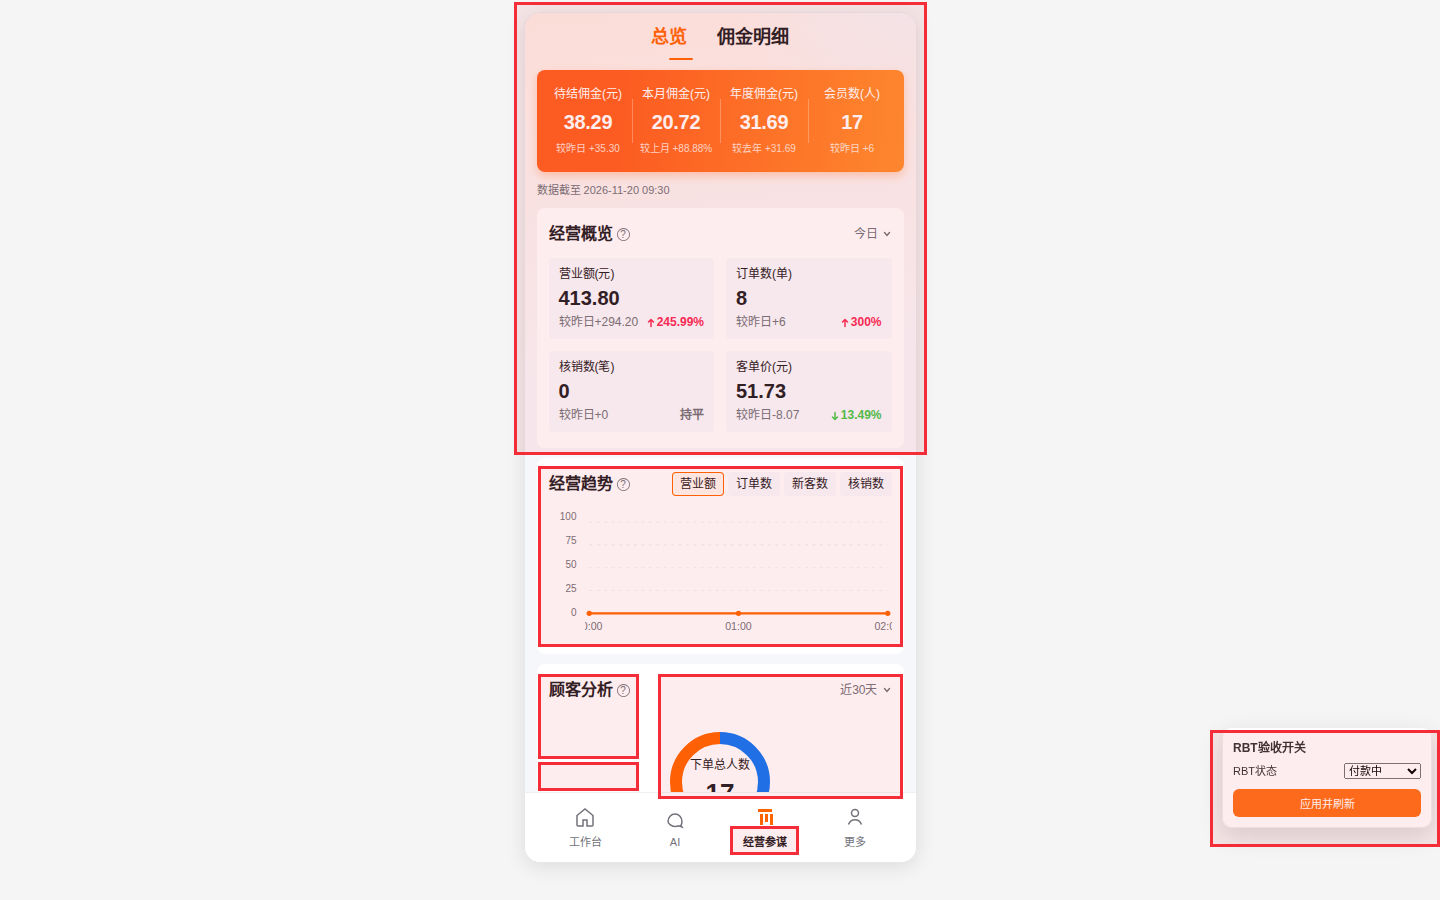 总览 佣金明细
待结佣金(元) 本月佣金(元) 年度佣金(元) 会员数(人)
38.29 20.72 31.69 17
较昨日 +35.30 较上月 +88.88% 较去年 +31.69 较昨日 +6
数据截至 2026-11-20 09:30
经营概览 ? 今日
营业额(元) 订单数(单)
413.80 8
较昨日+294.20 245.99% 较昨日+6 300%
核销数(笔) 客单价(元)
0 51.73
较昨日+0 持平 较昨日-8.07 13.49%
经营趋势 ? 营业额 订单数 新客数 核销数
100
75
50
25
0
0:00 01:00 02:0
顾客分析 ? 近30天
下单总人数
17
工作台 AI 经营参谋 更多
RBT验收开关
RBT状态 付款中
应用并刷新